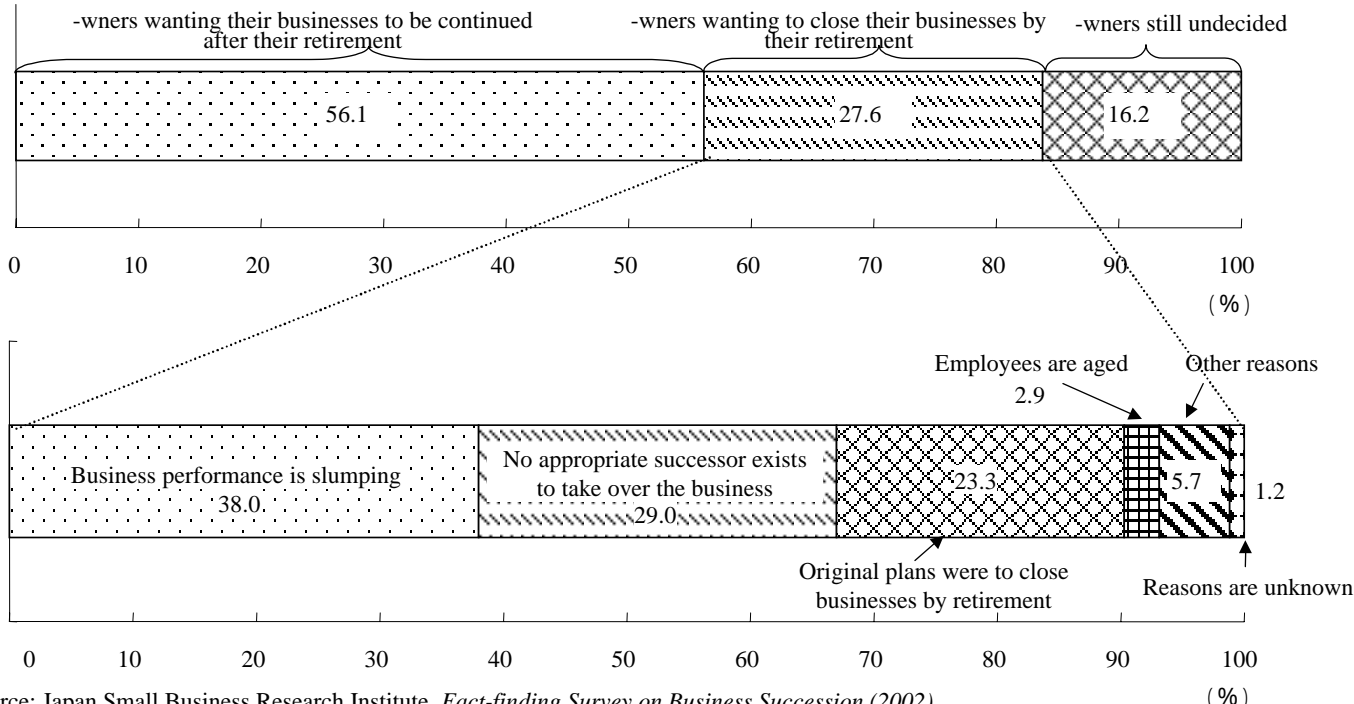 -wners wanting their businesses to be continued
after their retirement
-wners wanting to close their businesses by
their retirement
-wners still undecided
56.1
27.6
16.2
0 10 20 30 40 50 60 70 80 90 100
(%)
Employees are aged
2.9
Other reasons
Business performance is slumping
38.0
No appropriate successor exists
to take over the business
29.0
23.3
5.7
1.2
Original plans were to close
businesses by retirement
Reasons are unknown
0 10 20 30 40 50 60 70 80 90 100
(%)
rce: Japan Small Business Research Institute, Fact-finding Survey on Business Succession (2002)